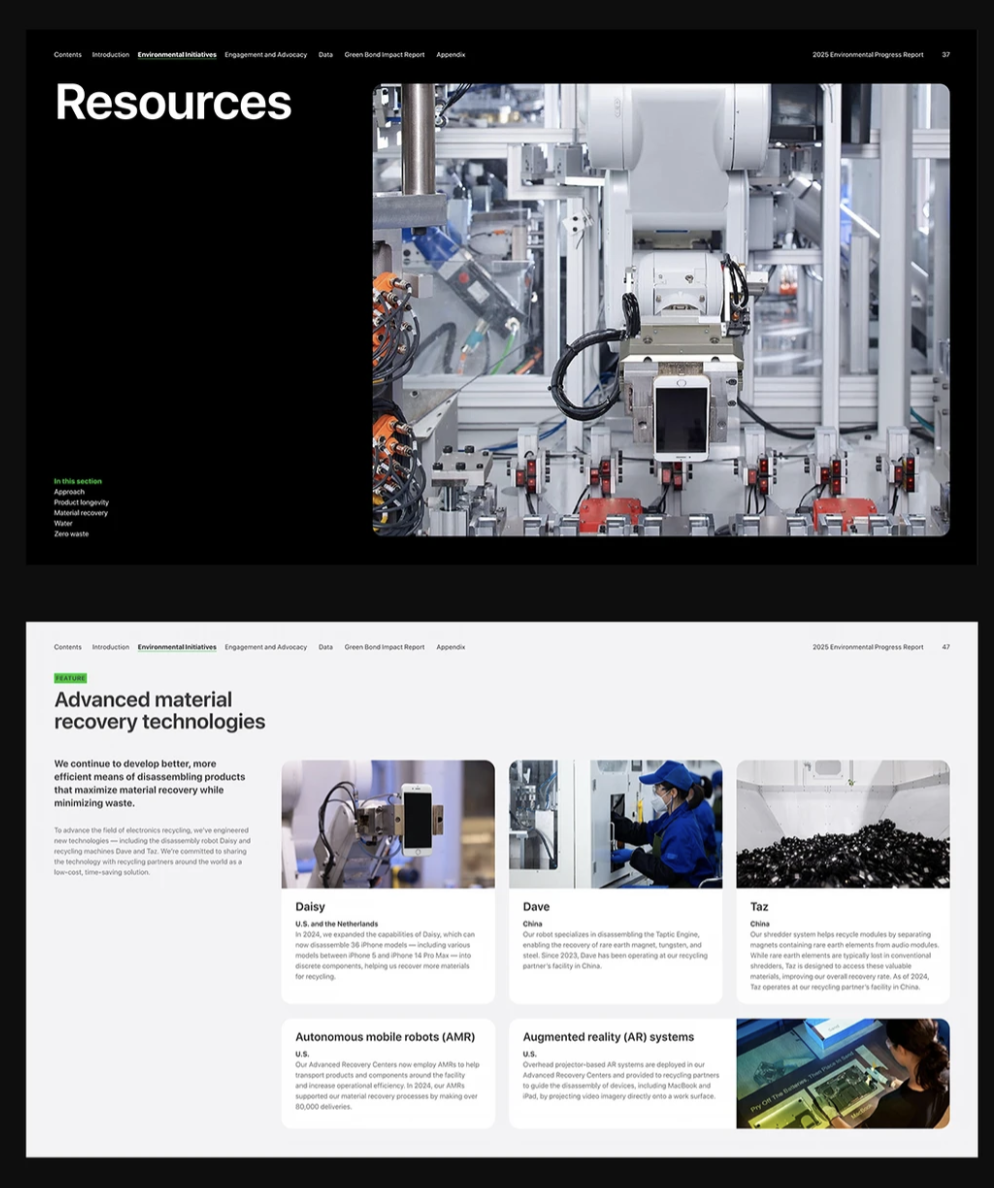 Contents Introduction Environmental Initiatives Engagement and Advocacy Data Green Bond Impact Report Appendix 2025 Environmental Progress Report 37
Resources
In this section
Approach
Product longevity
Material recovery
Water
Zero waste
Contents Introduction Environmental Initiatives Engagement and Advocacy Data Green Bond Impact Report Appendix 2025 Environmental Progress Report 47
FEATURE
Advanced material
recovery technologies
We continue to develop better, more
efficient means of disassembling products
that maximize material recovery while
minimizing waste.
To advance the field of electronics recycling, we've engineered
new technologies — including the disassembly robot Daisy and
recycling machines Dave and Taz. We're committed to sharing
the technology with recycling partners around the world as a
low-cost, time-saving solution.
Daisy
U.S. and the Netherlands
In 2024, we expanded the capabilities of Daisy, which can
now disassemble 36 iPhone models — including various
models between iPhone 5 and iPhone 14 Pro Max — into
discrete components, helping us recover more materials
for recycling.
Dave
China
Our robot specializes in disassembling the Taptic Engine,
enabling the recovery of rare earth magnet, tungsten, and
steel. Since 2023, Dave has been operating at our recycling
partner's facility in China.
Taz
China
Our shredder system helps recycle modules by separating
magnets containing rare earth elements from audio modules.
While rare earth elements are typically lost in conventional
shredders, Taz is designed to access these valuable
materials, improving our overall recovery rate. As of 2024,
Taz operates at our recycling partner's facility in China.
Autonomous mobile robots (AMR)
U.S.
Our Advanced Recovery Centers now employ AMRs to help
transport products and components around the facility
and increase operational efficiency. In 2024, our AMRs
supported our material recovery processes by making over
80,000 deliveries.
Augmented reality (AR) systems
U.S.
Overhead projector-based AR systems are deployed in our
Advanced Recovery Centers and provided to recycling partners
to guide the disassembly of devices, including MacBook and
iPad, by projecting video imagery directly onto a work surface.
Pry Off The Batteries, Then Place in Sand
MacBook